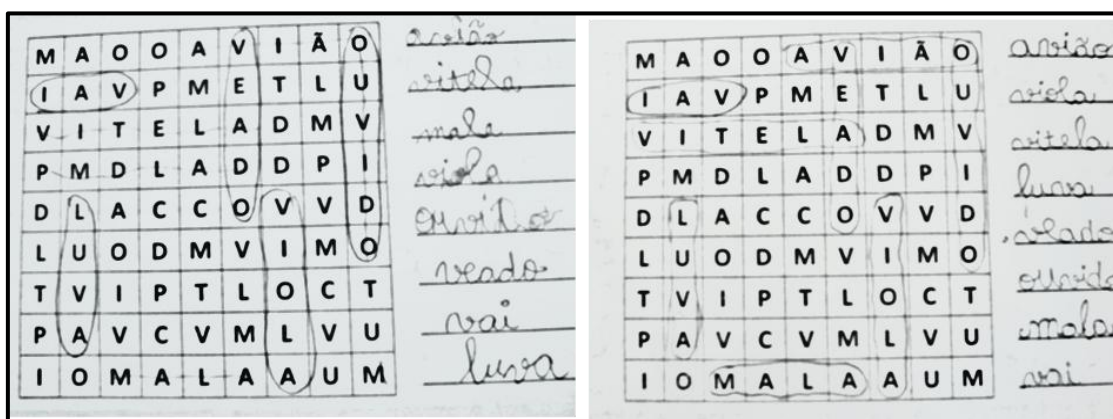 M A O O A V I Ã O
I A V P M E T L U
V I T E L A D M V
P M D L A D D P I
D L A C C O V V D
L U O D M V I M O
T V I P T L O C T
P A V C V M L V U
I O M A L A A U M
avião
vitela
mala
viola
ouvido
veado
vai
luva
M A O O A V I Ã O
I A V P M E T L U
V I T E L A D M V
P M D L A D D P I
D L A C C O V V D
L U O D M V I M O
T V I P T L O C T
P A V C V M L V U
I O M A L A A U M
avião
viola
vitela
luva
veado
ouvido
mala
vai